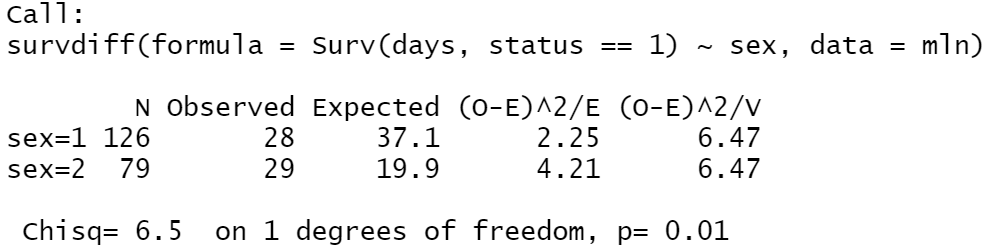 Call:
survdiff(formula = Surv(days, status == 1) ~ sex, data = mln)
N Observed Expected (O-E)^2/E (O-E)^2/V
sex=1 126 28 37.1 2.25 6.47
sex=2 79 29 19.9 4.21 6.47
Chisq= 6.5 on 1 degrees of freedom, p= 0.01